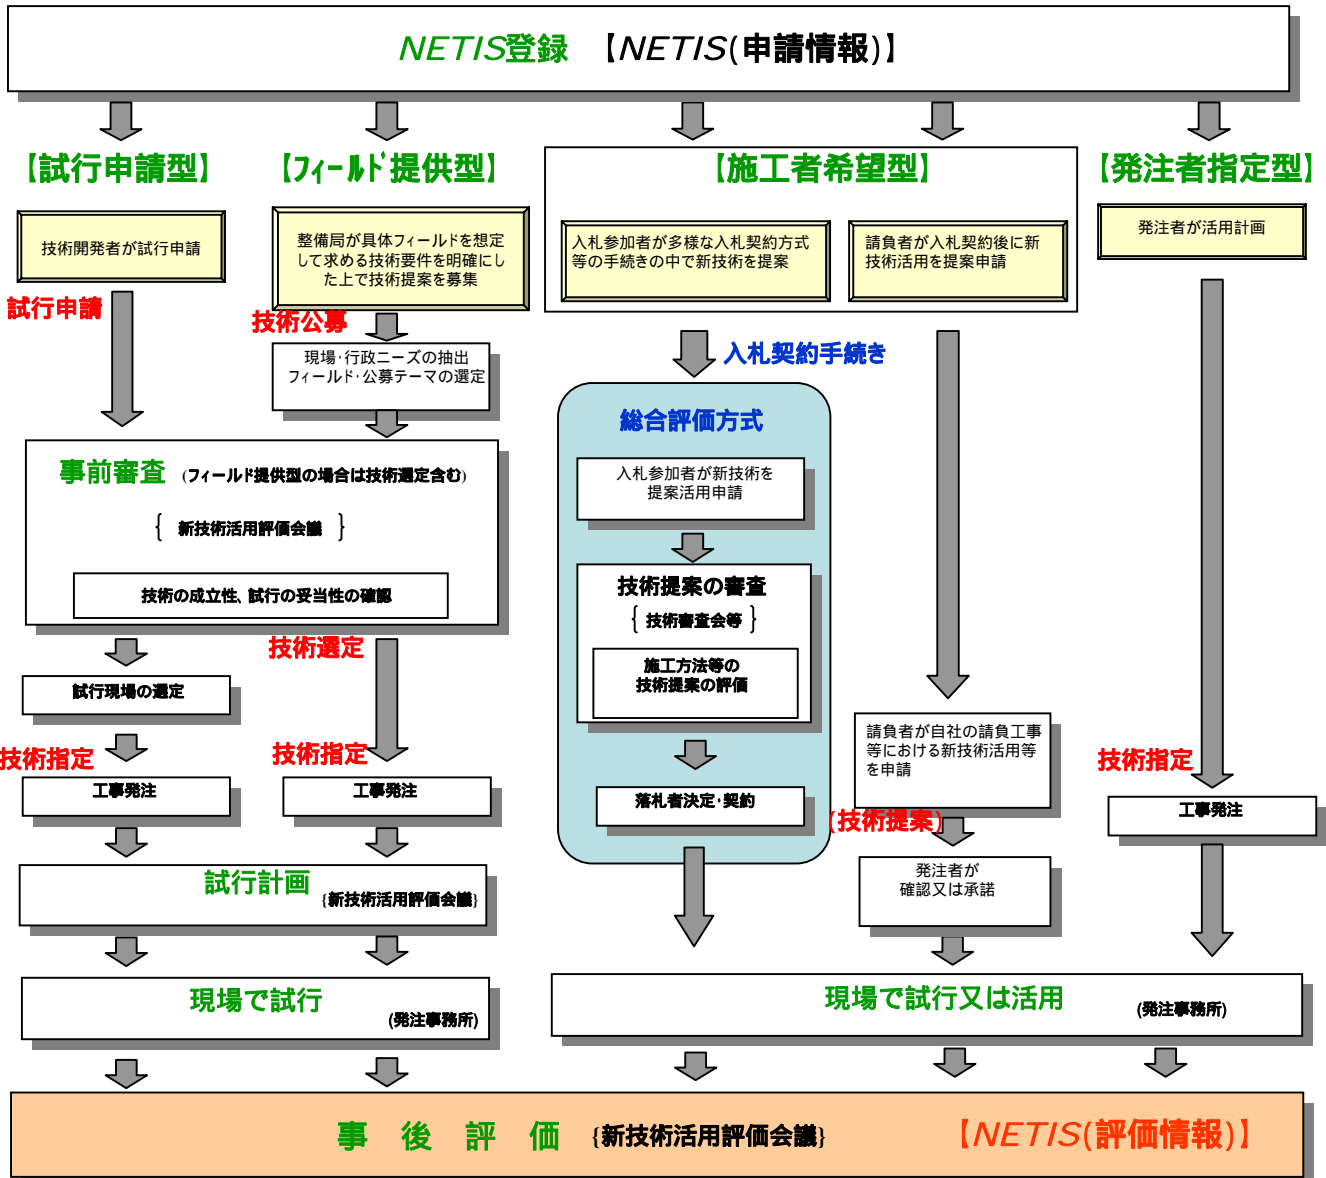 NETIS登録 【NETIS(申請情報)】
【試行申請型】
【フィールド提供型】
【施工者希望型】
【発注者指定型】
技術開発者が試行申請
整備局が具体フィールドを想定
して求める技術要件を明確にし
た上で技術提案を募集
入札参加者が多様な入札契約方式
等の手続きの中で新技術を提案
請負者が入札契約後に新
技術活用を提案申請
発注者が活用計画
試行申請
技術公募
現場・行政ニーズの抽出
フィールド・公募テーマの選定
入札契約手続き
総合評価方式
事前審査 (フィールド提供型の場合は技術選定含む)
{ 新技術活用評価会議 }
技術の成立性、試行の妥当性の確認
入札参加者が新技術を
提案活用申請
技術提案の審査
{ 技術審査会等 }
施工方法等の
技術提案の評価
落札者決定・契約
技術選定
試行現場の選定
技術指定
工事発注
技術指定
工事発注
請負者が自社の請負工事
等における新技術活用等
を申請
(技術提案)
発注者が
確認又は承諾
技術指定
工事発注
試行計画
{新技術活用評価会議}
現場で試行
(発注事務所)
現場で試行又は活用
(発注事務所)
事 後 評 価 {新技術活用評価会議} 【NETIS(評価情報)】